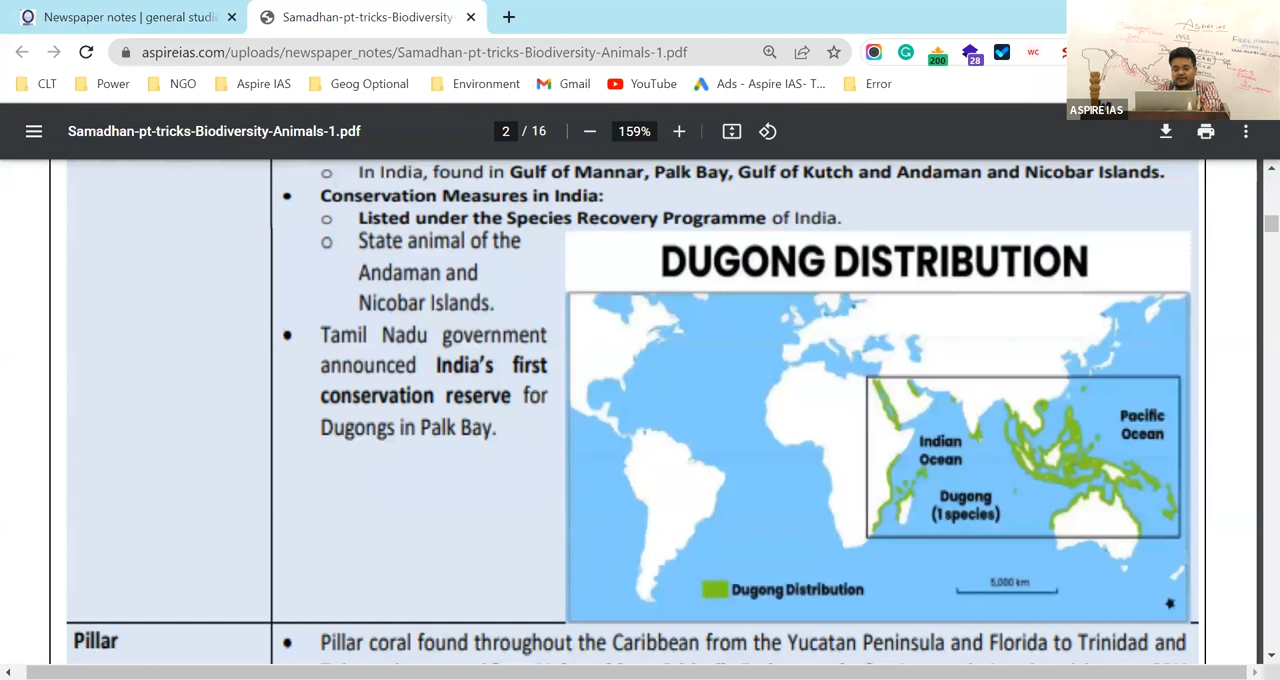 Newspaper notes | general studi
Samadhan-pt-tricks-Biodiversity-
aspireias.com/uploads/newspaper_notes/Samadhan-pt-tricks-Biodiversity-Animals-1.pdf
200
28
WC
CLT
Power
NGO
Aspire IAS
Geog Optional
Environment
Gmail
YouTube
Ads - Aspire IAS- T...
Error
ASPIRE IAS
Samadhan-pt-tricks-Biodiversity-Animals-1.pdf
2 / 16
159%
In India, found in Gulf of Mannar, Palk Bay, Gulf of Kutch and Andaman and Nicobar Islands.
Conservation Measures in India:
Listed under the Species Recovery Programme of India.
State animal of the
Andaman and
Nicobar Islands.
Tamil Nadu government
announced India's first
conservation reserve for
Dugongs in Palk Bay.
DUGONG DISTRIBUTION
Pacific
Ocean
Indian
Ocean
Dugong
(1 species)
Dugong Distribution
5,000 km
Pillar
Pillar coral found throughout the Caribbean from the Yucatan Peninsula and Florida to Trinidad and